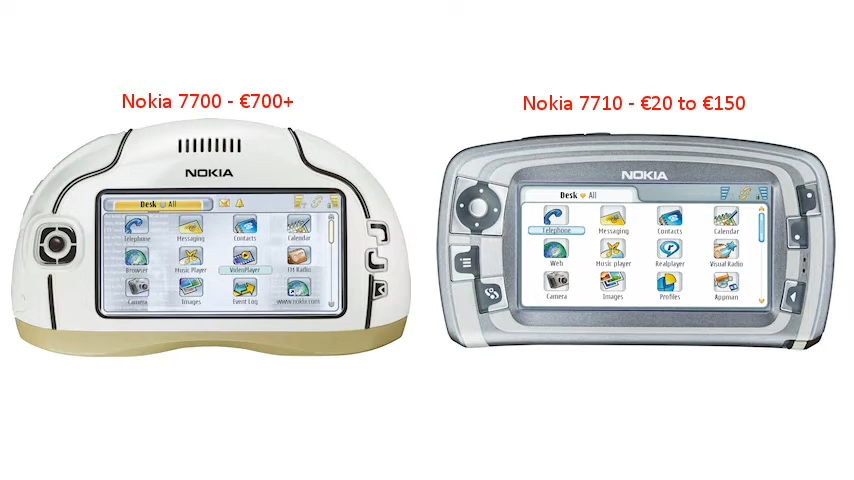 Nokia 7700 - €700+
NOKIA
Desk All
Telephone Messaging Contacts Calendar
Browser Music Player VideoPlayer FM Radio
Camera Images Event Log www.nokia.com
Nokia 7710 - €20 to €150
NOKIA
Desk All
Telephone Messaging Contacts Calendar
Web Music player Realplayer Visual Radio
Camera Images Profiles Appman